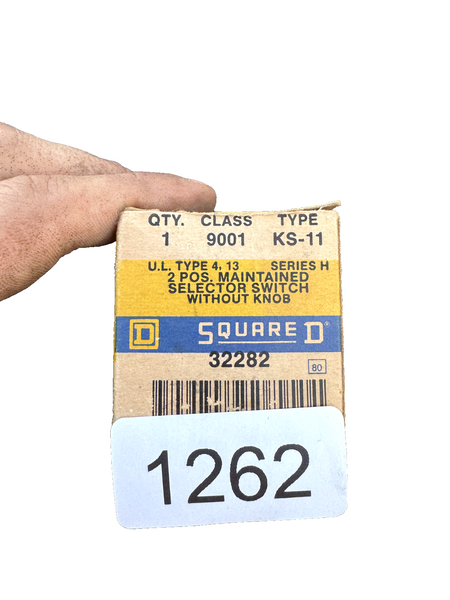 QTY. CLASS TYPE
1 9001 KS-11
U.L. TYPE 4, 13 SERIES H
2 POS. MAINTAINED
SELECTOR SWITCH
WITHOUT KNOB
D SQUARE D®
32282
80
1262